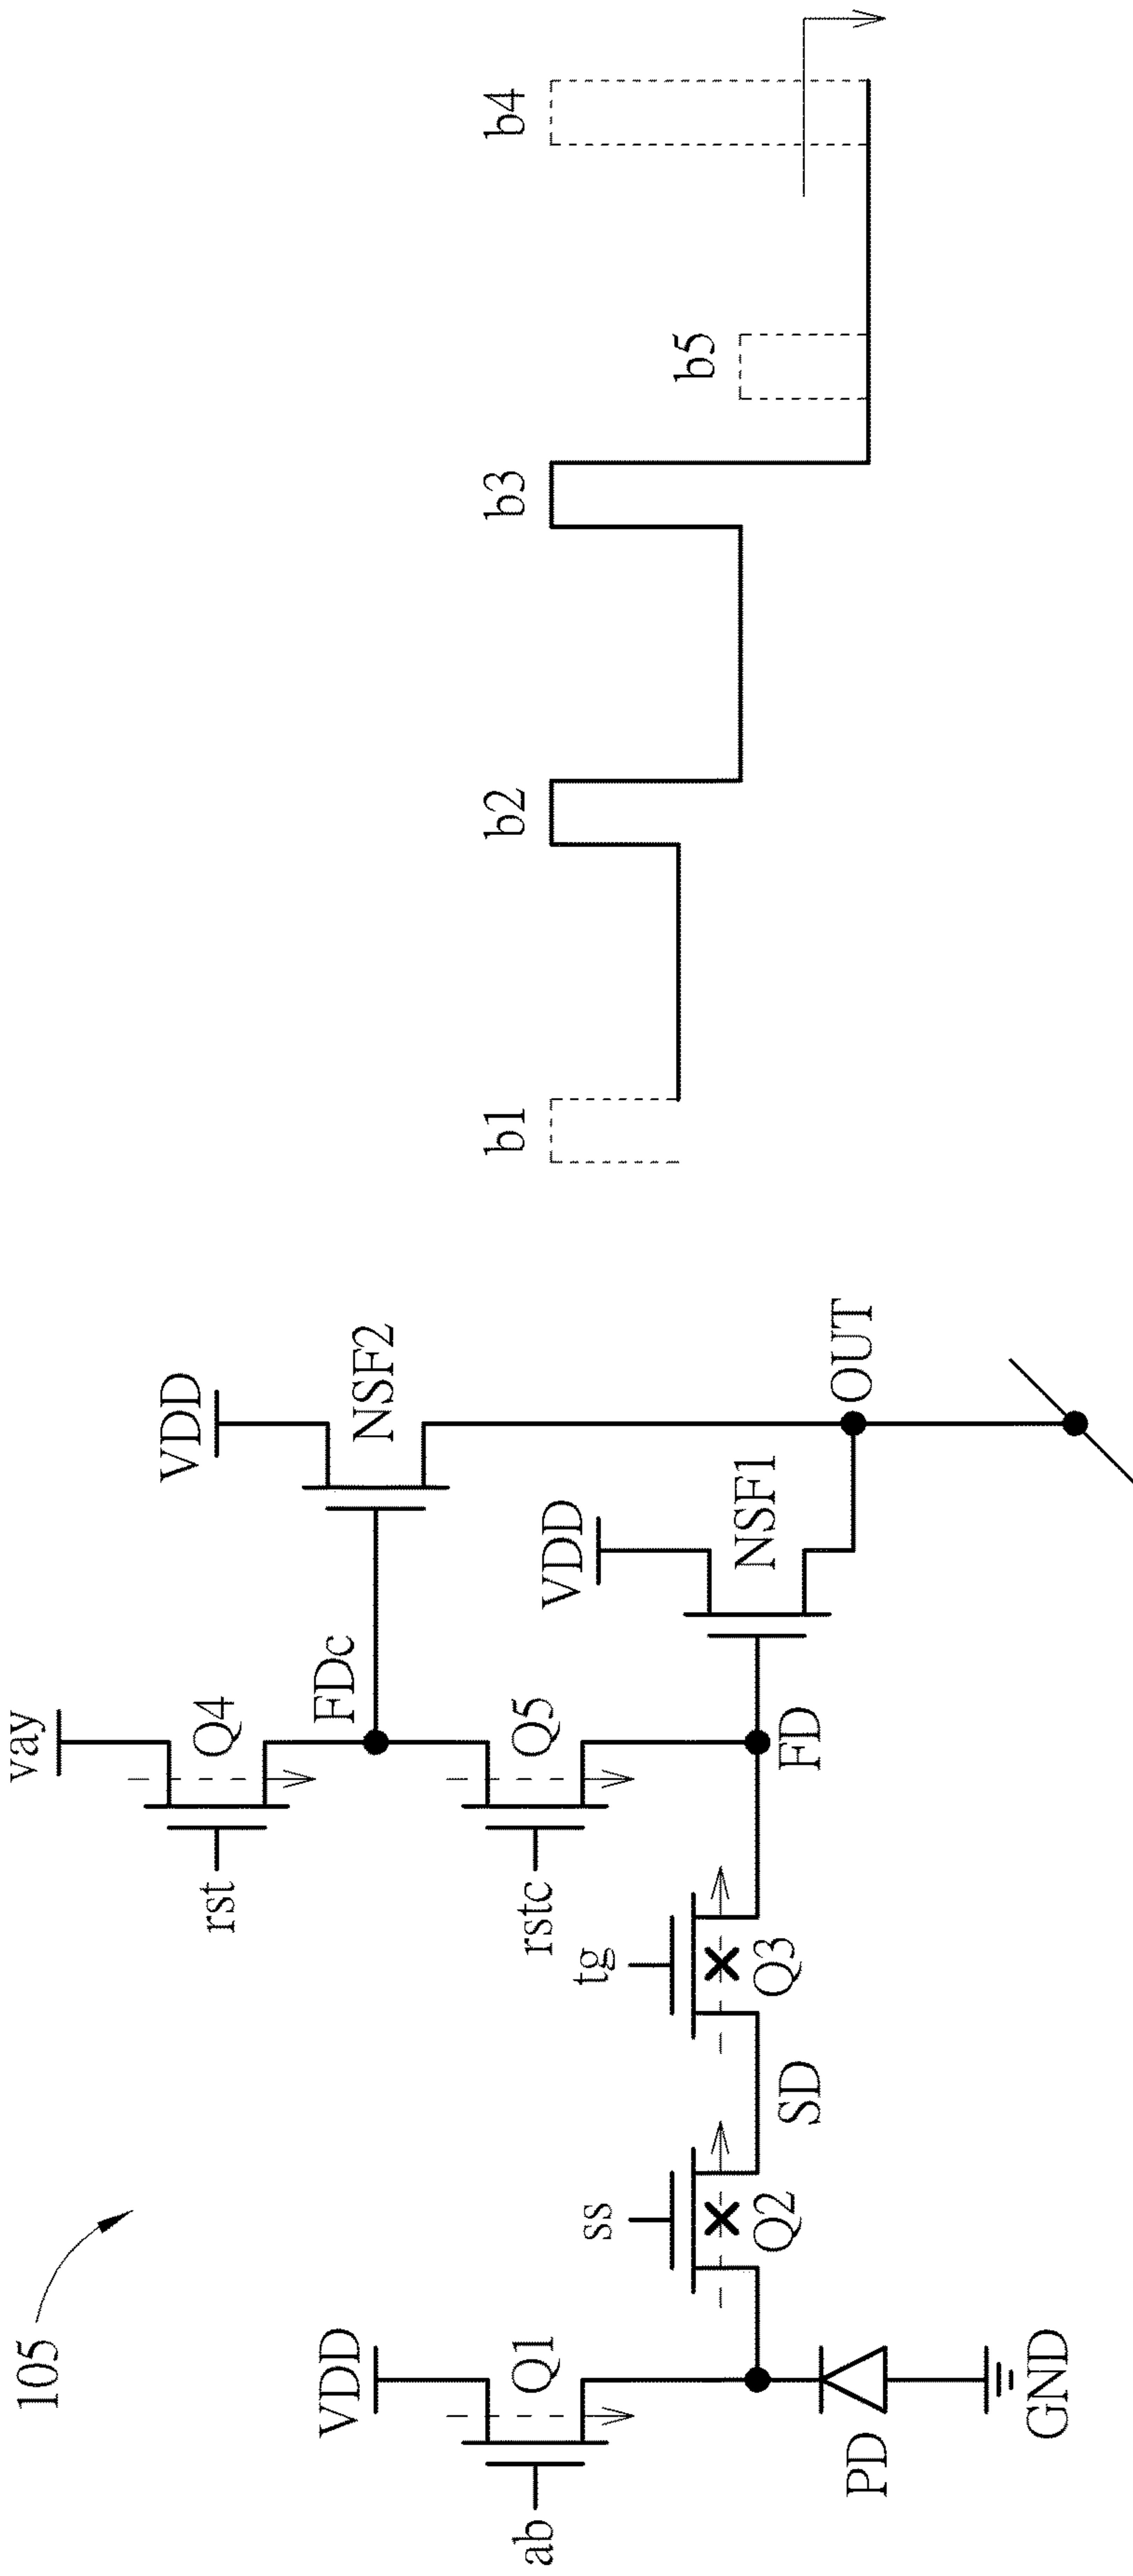 105
vay
VDD
rst
Q4
FDc
NSF2
VDD
ab
Q1
rstc
Q5
VDD
NSF1
ss
Q2
tg
Q3
SD
FD
OUT
PD
GND
b1
b2
b3
b5
b4